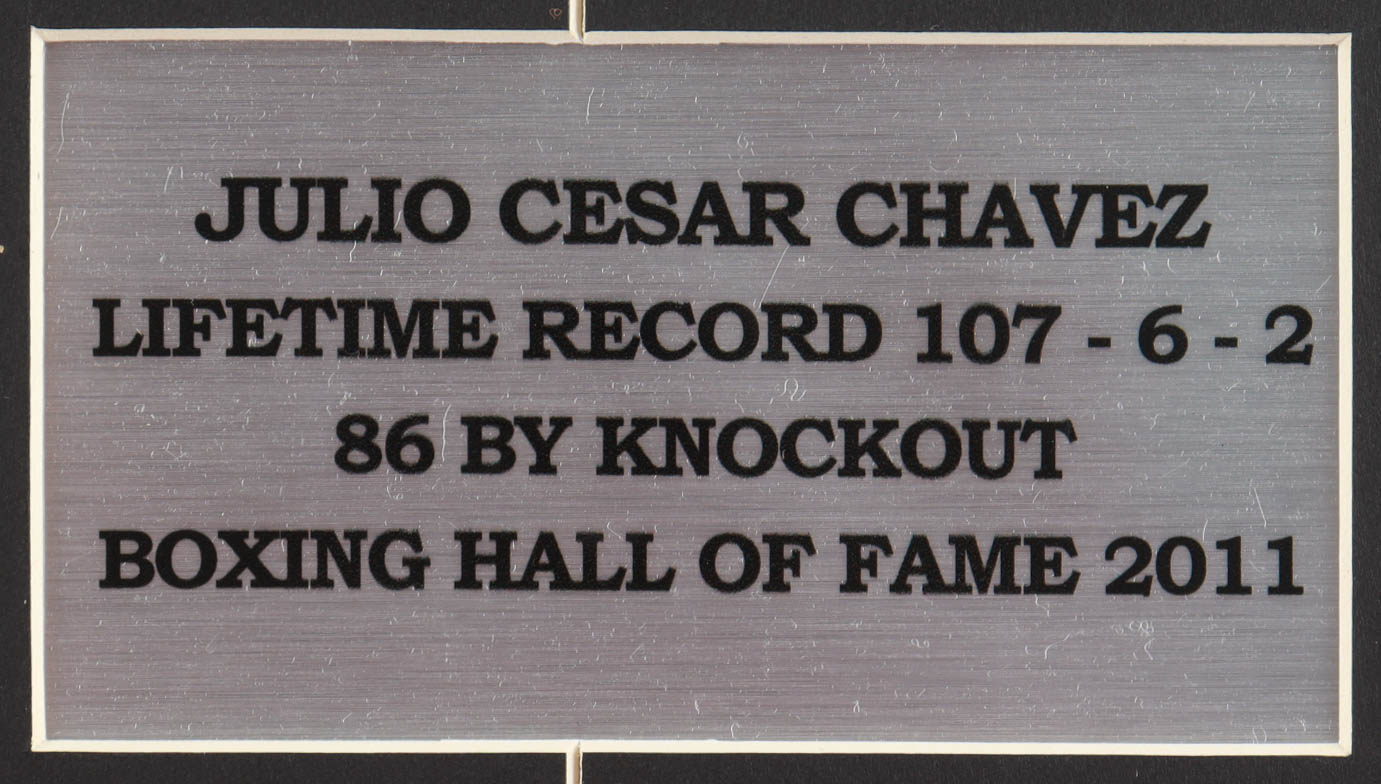 JULIO CESAR CHAVEZ
LIFETIME RECORD 107 - 6 - 2
86 BY KNOCKOUT
BOXING HALL OF FAME 2011